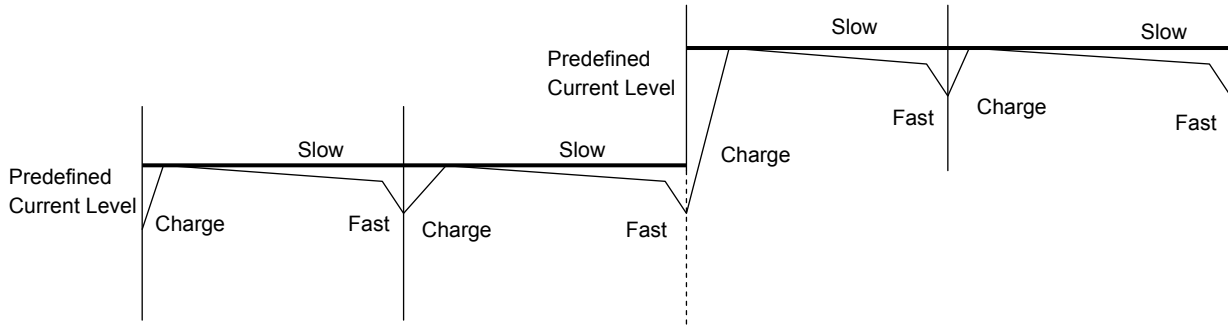 Slow
Slow
Predefined
Current Level
Fast
Charge
Fast
Charge
Slow
Slow
Predefined
Current Level
Charge
Fast
Charge
Fast